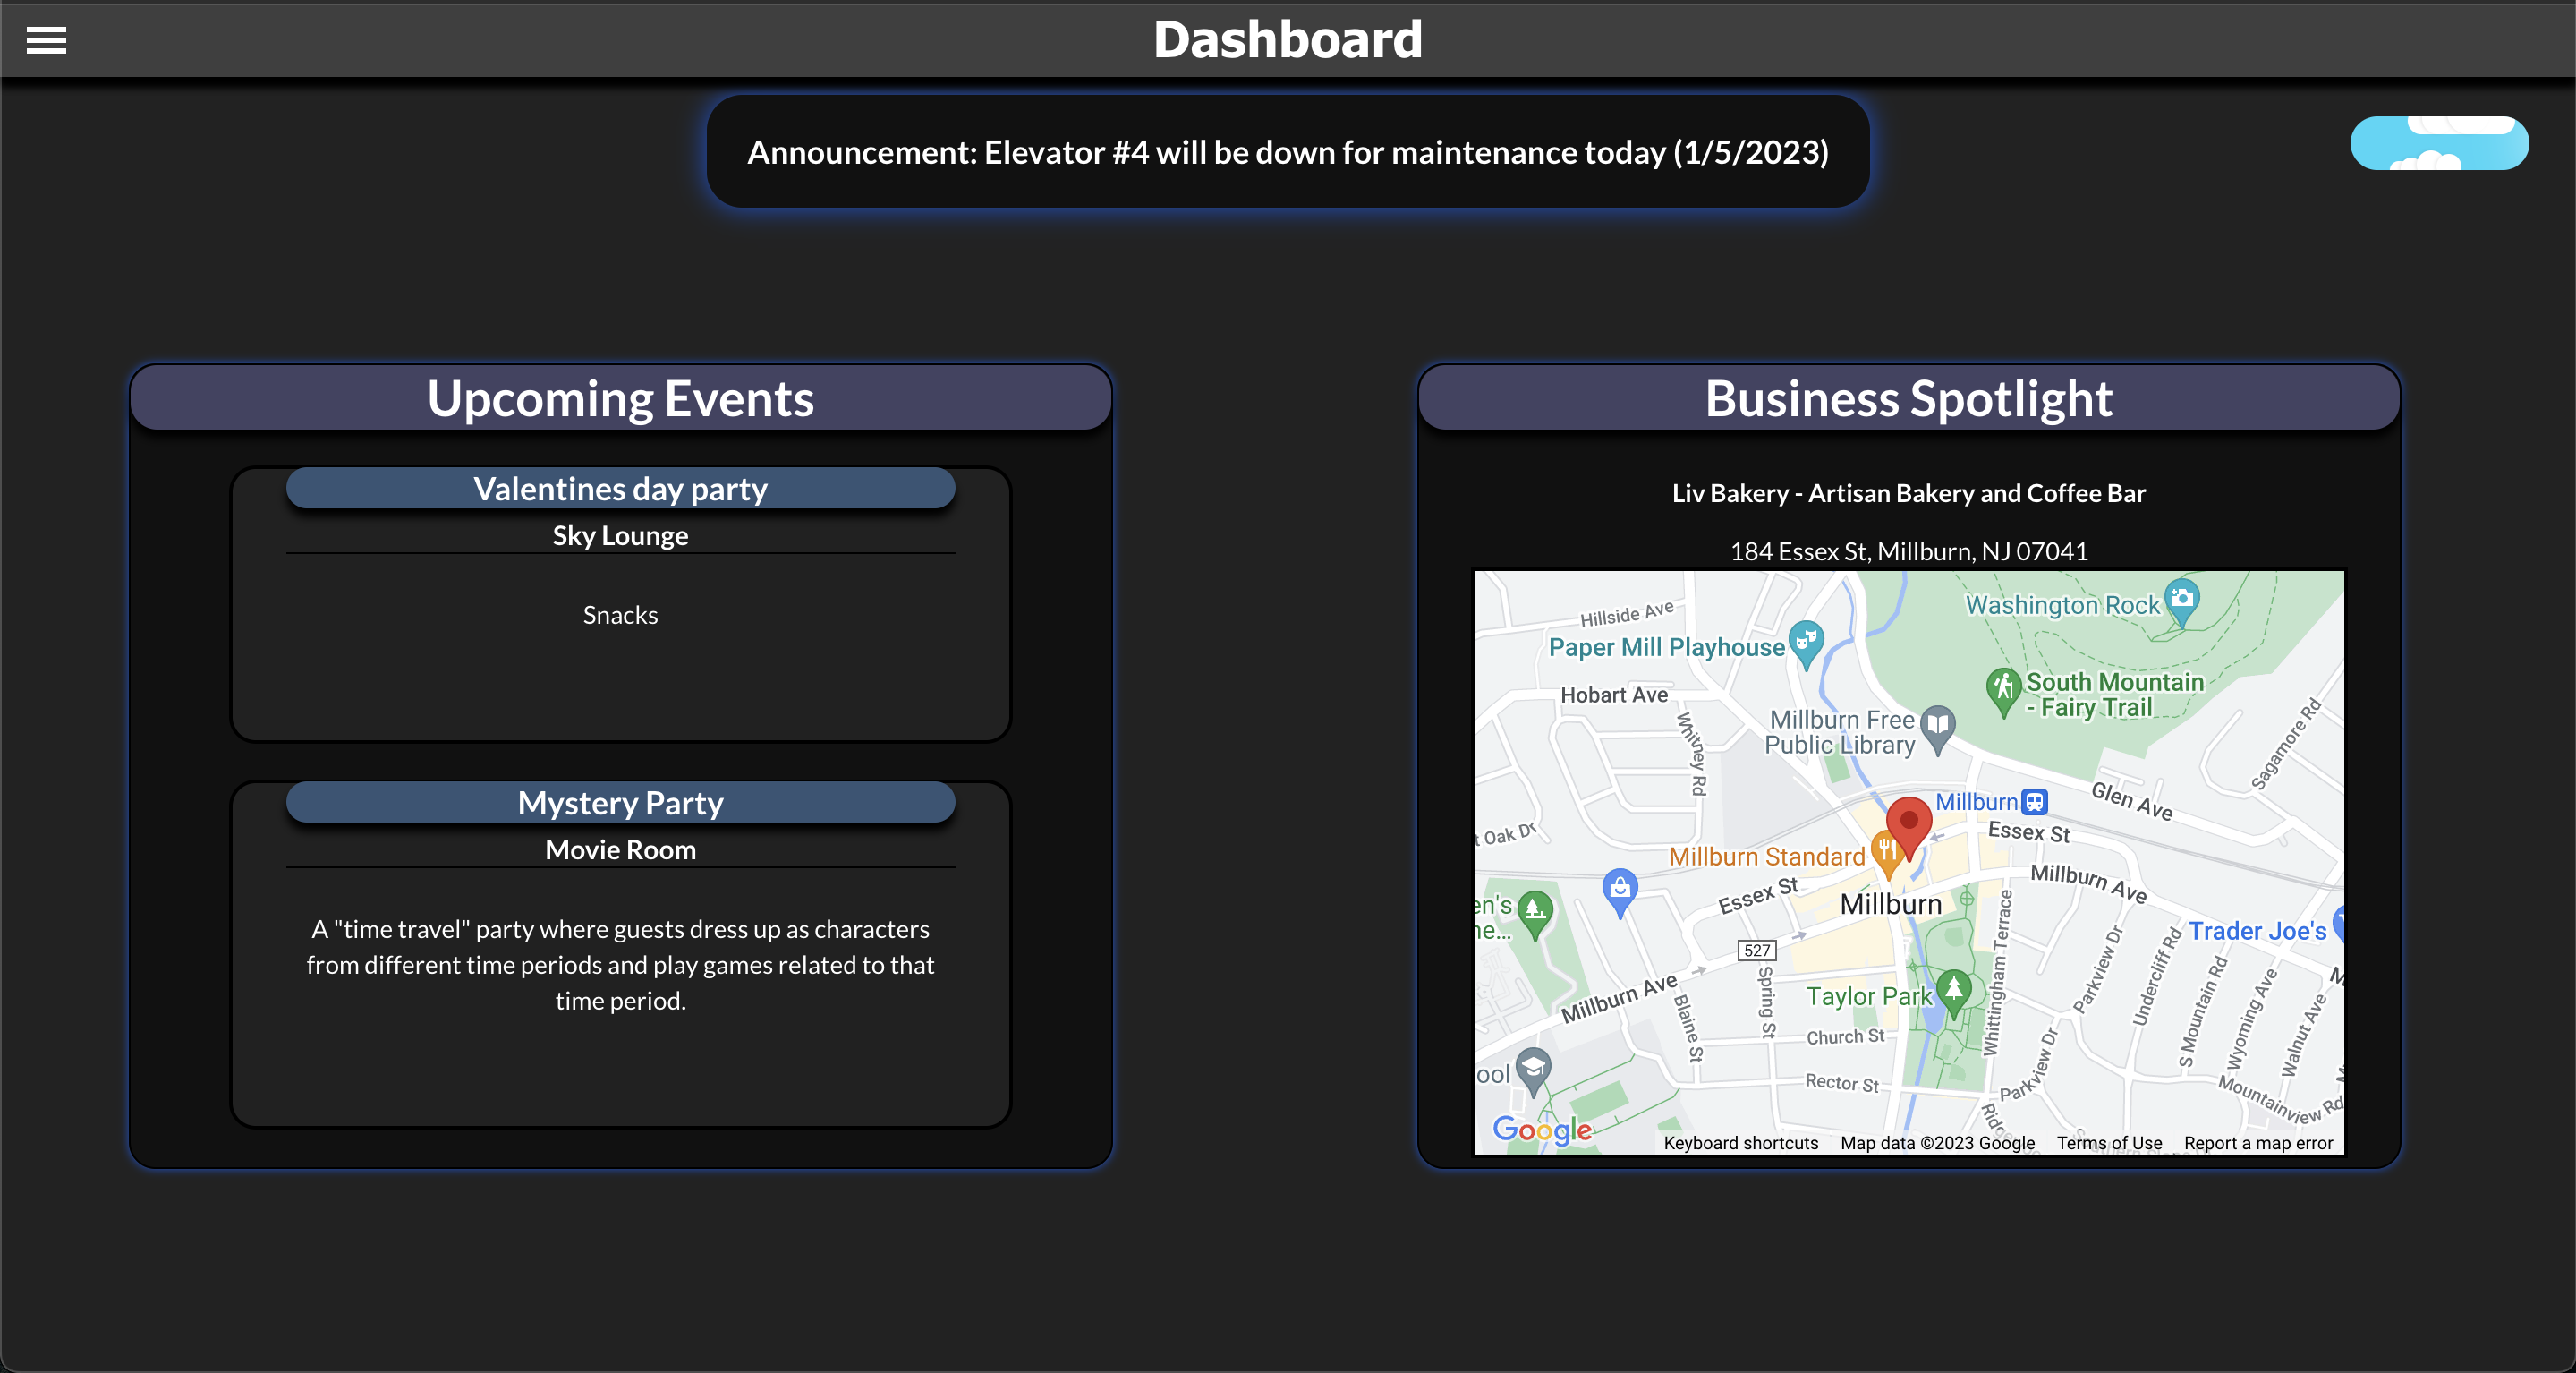 Dashboard
Announcement: Elevator #4 will be down for maintenance today (1/5/2023)
Upcoming Events
Valentines day party
Sky Lounge
Snacks
Mystery Party
Movie Room
A "time travel" party where guests dress up as characters
from different time periods and play games related to that
time period.
Business Spotlight
Liv Bakery - Artisan Bakery and Coffee Bar
184 Essex St, Millburn, NJ 07041
Washington Rock
Hillside Ave
Paper Mill Playhouse
South Mountain
- Fairy Trail
Hobart Ave
Millburn Free
Public Library
Whitney Rd
Sagamore Rd
Millburn
Glen Ave
t Oak Dr
Essex St
Millburn Standard
Millburn Ave
Essex St
Millburn
en's
ne...
Trader Joe's
527
Whittingham Terrace
Parkview Dr
Undercliff Rd
S Mountain Rd
Wyoming Ave
Walnut Ave
Millburn Ave
Taylor Park
Spring St
Blaine St
Church St
ool
Rector St
Parkview Dr
Mountainview Rd
Google
Keyboard shortcuts
Map data ©2023 Google
Terms of Use
Report a map error